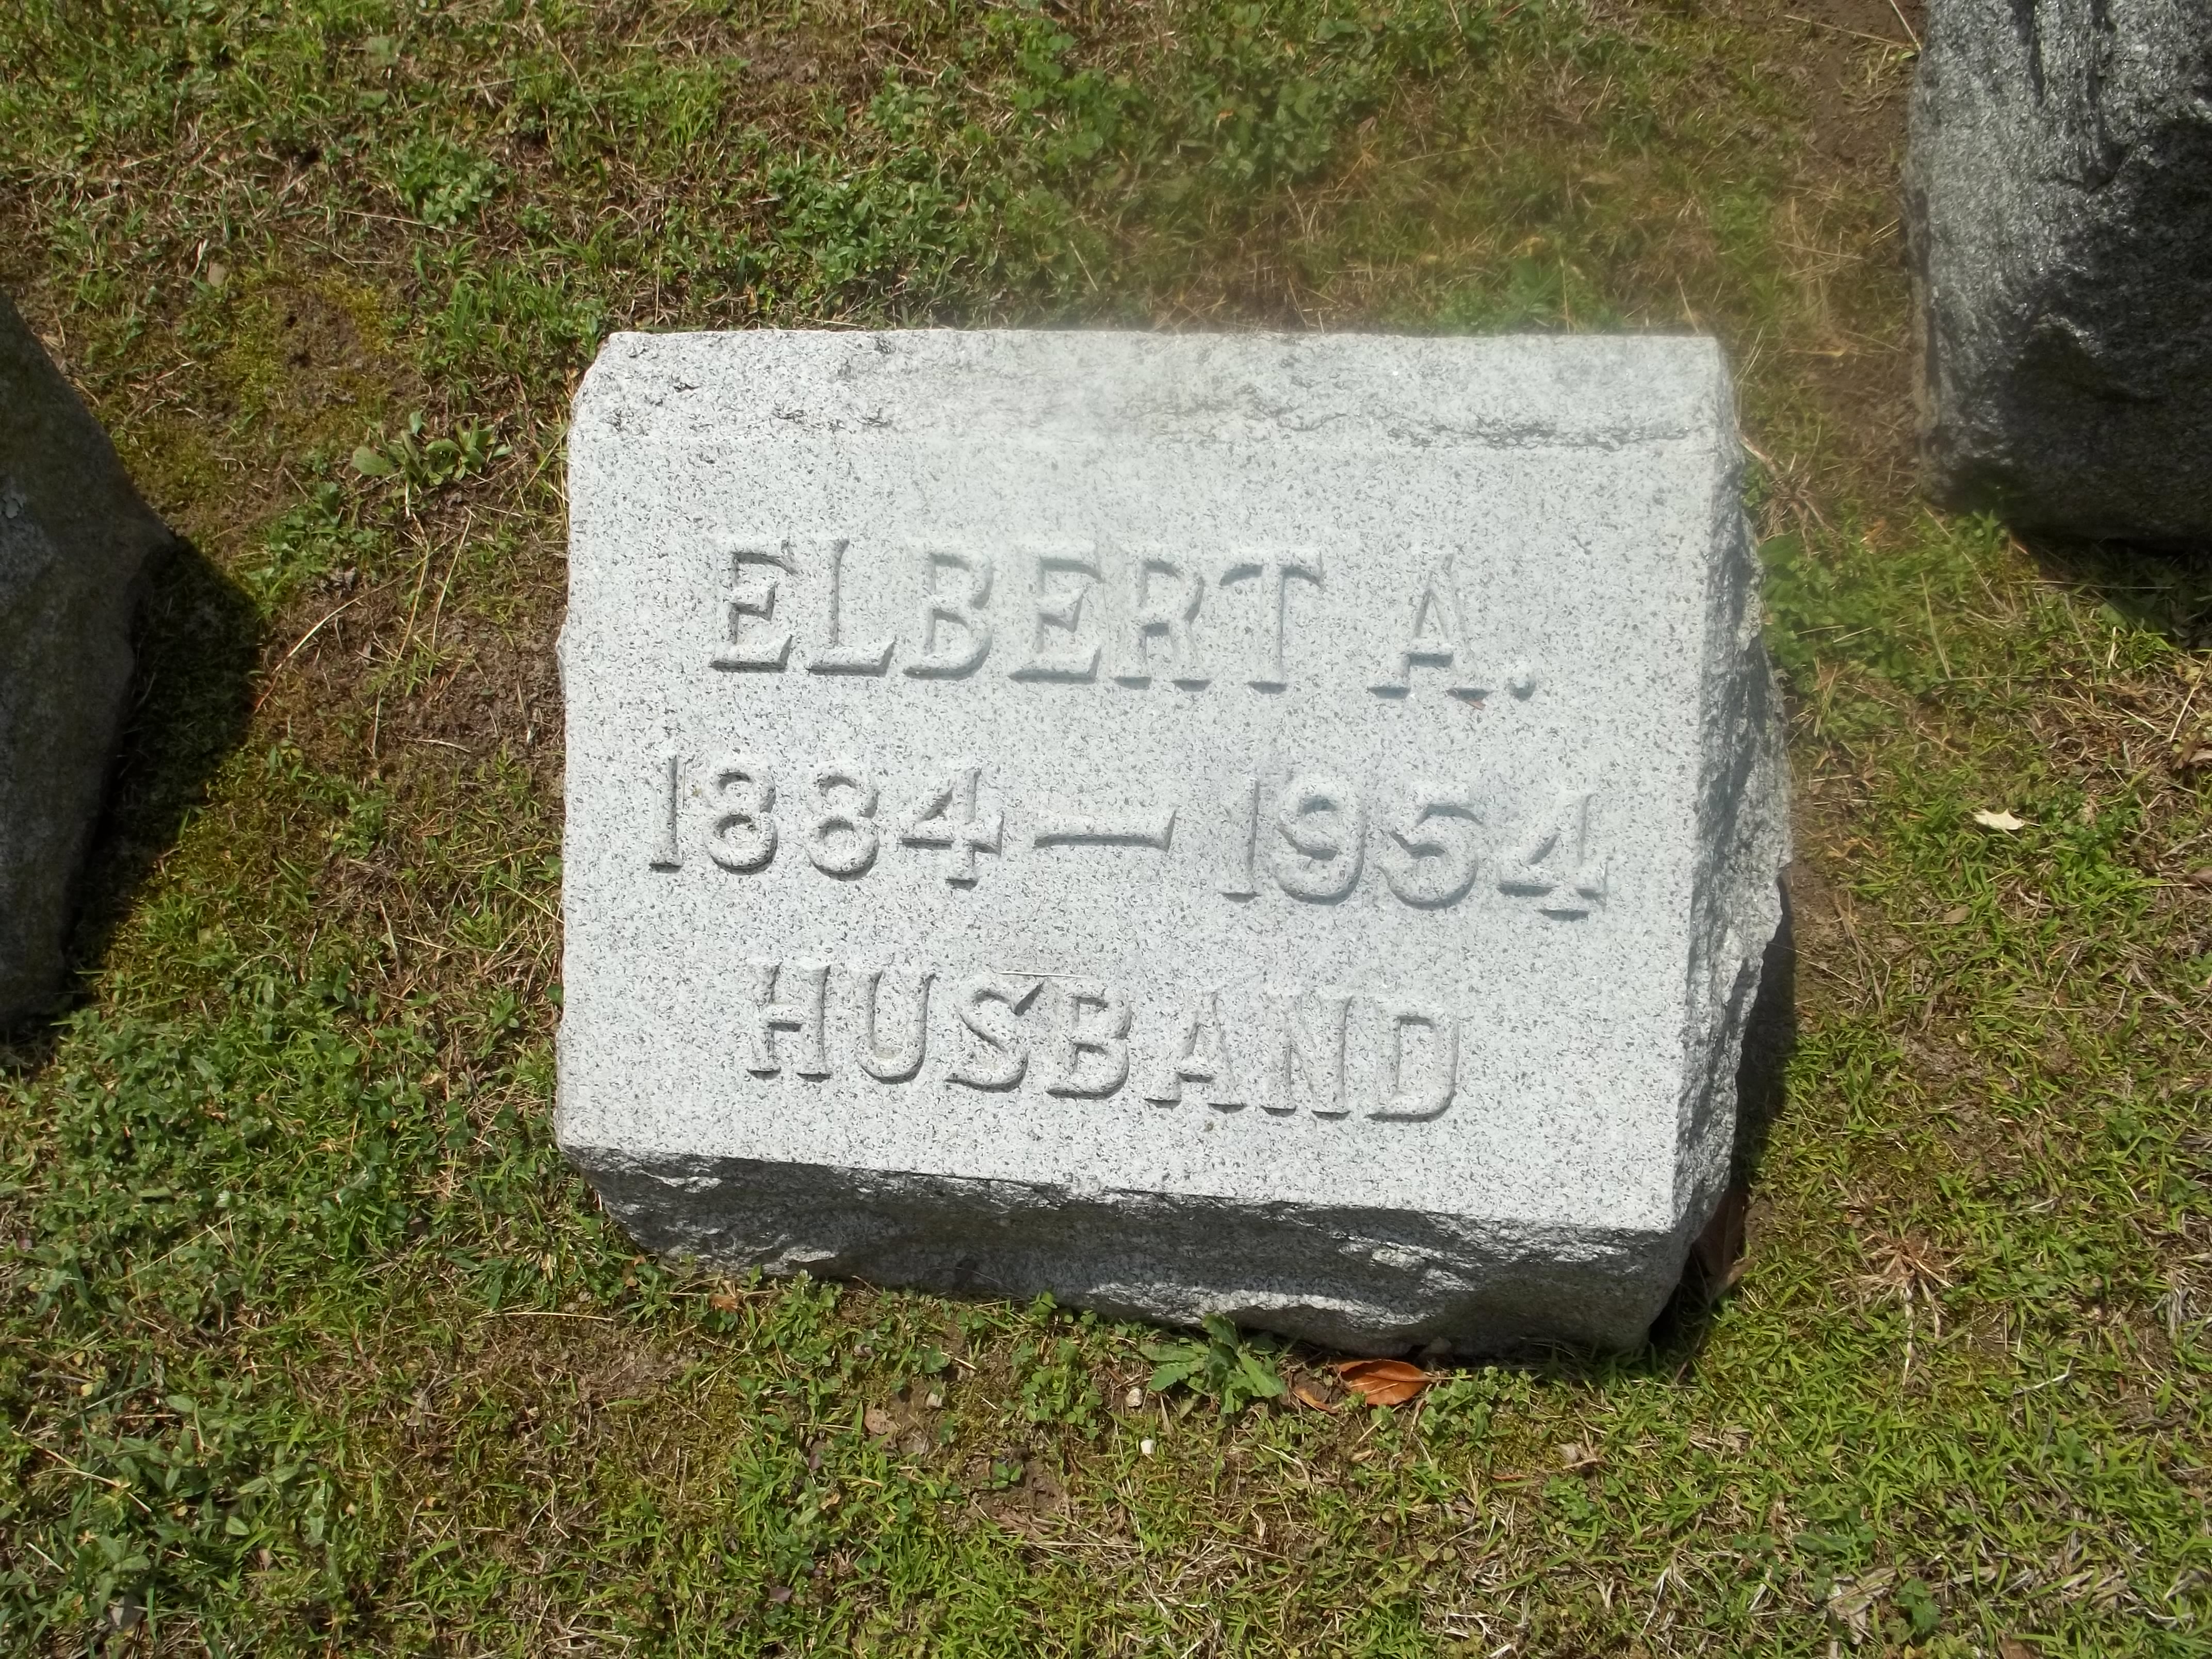 ELBERT A.
1884 — 1954
HUSBAND